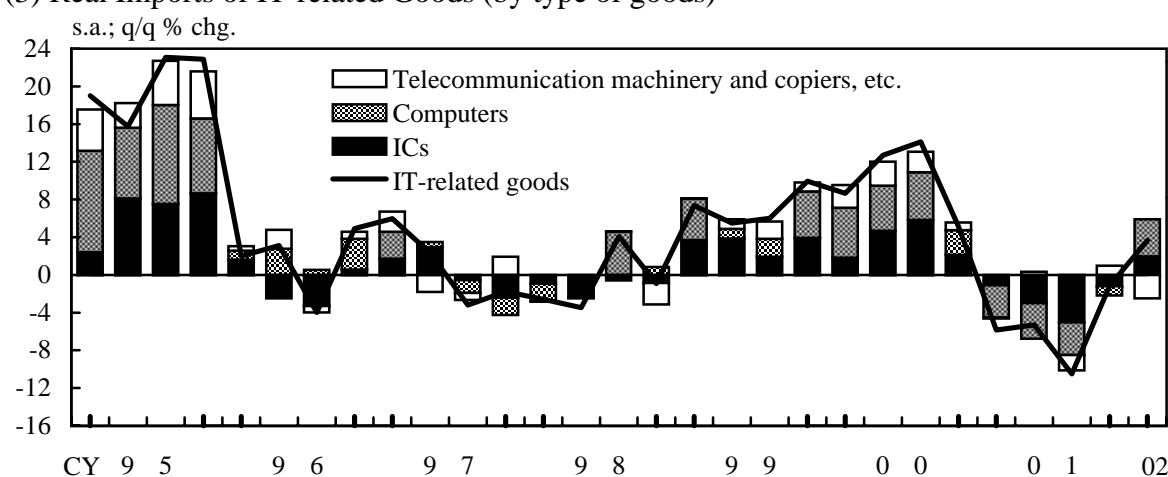 (3) Real Imports of IT-related Goods (by type of goods)
s.a.; q/q % chg.
24
20
16
12
8
4
0
-4
-8
-12
-16
Telecommunication machinery and copiers, etc.
Computers
ICs
IT-related goods
CY 9 5 9 6 9 7 9 8 9 9 0 0 0 1 02